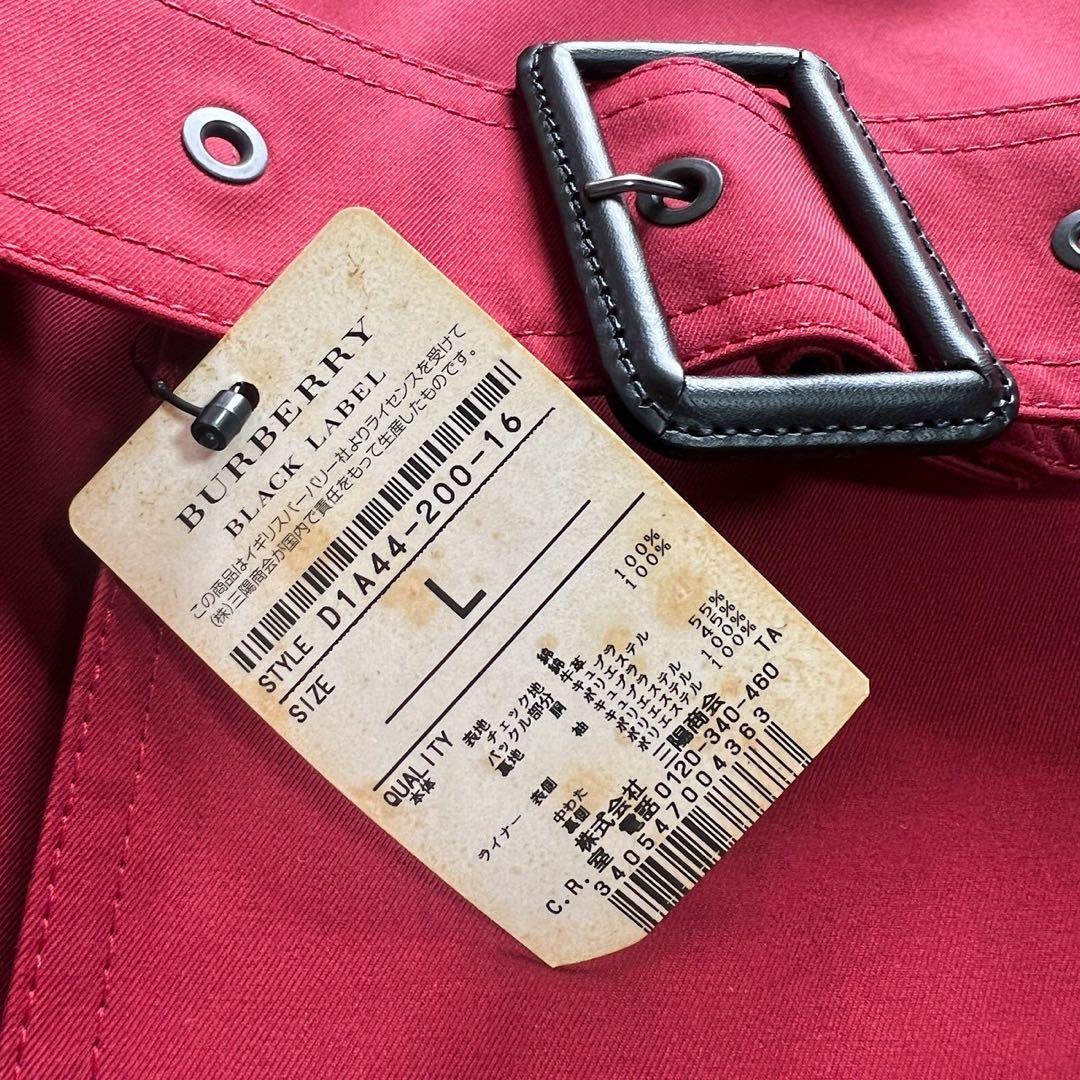 BURBERRY
BLACK LABEL
この商品はイギリスバーバリー社よりライセンスを受けて
(株)三陽商会が国内で責任をもって生産したものです。
STYLE D1A44-200-16
SIZE L
QUALITY
本体 表地 綿 100%
チェック地 綿 100%
バックル部分 牛革
裏地 胴 キュプラ 55%
ポリエステル 45%
袖 キュプラ 100%
ライナー 表側 ポリエステル 100%
中わた ポリエステル
裏側 ポリエステル
株式会社 三陽商会
C.R.室 電話 0120-340-460 TA
3405470004363